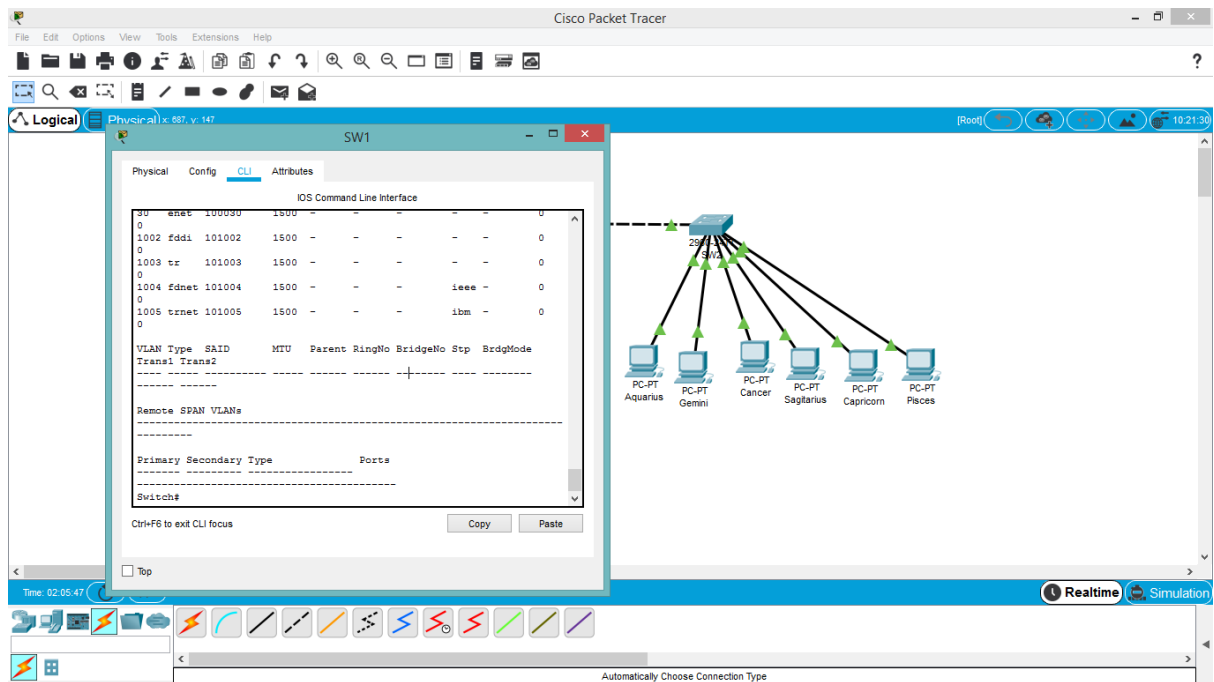 Cisco Packet Tracer
File Edit Options View Tools Extensions Help
?
Logical Physical x: 687, y: 147 [Root] 10:21:30
SW1
Physical Config CLI Attributes
IOS Command Line Interface
30 enet 100030 1500 - - - - - 0
0
1002 fddi 101002 1500 - - - - - 0
0
1003 tr 101003 1500 - - - - - 0
0
1004 fdnet 101004 1500 - - - ieee - 0
0
1005 trnet 101005 1500 - - - ibm - 0
0
VLAN Type SAID MTU Parent RingNo BridgeNo Stp BrdgMode
Trans1 Trans2
---- ----- ---------- ----- ------ ------ -------- ---- --------
------ ------
Remote SPAN VLANs
------------------------------------------------------------------------
---------
Primary Secondary Type Ports
------- --------- -----------------
------------------------------------------
Switch#
Ctrl+F6 to exit CLI focus
Copy Paste
Top
SW2
PC-PT
Aquarius
PC-PT
Gemini
PC-PT
Cancer
PC-PT
Sagitarius
PC-PT
Capricorn
PC-PT
Pisces
Time: 02:05:47
Realtime Simulation
Automatically Choose Connection Type